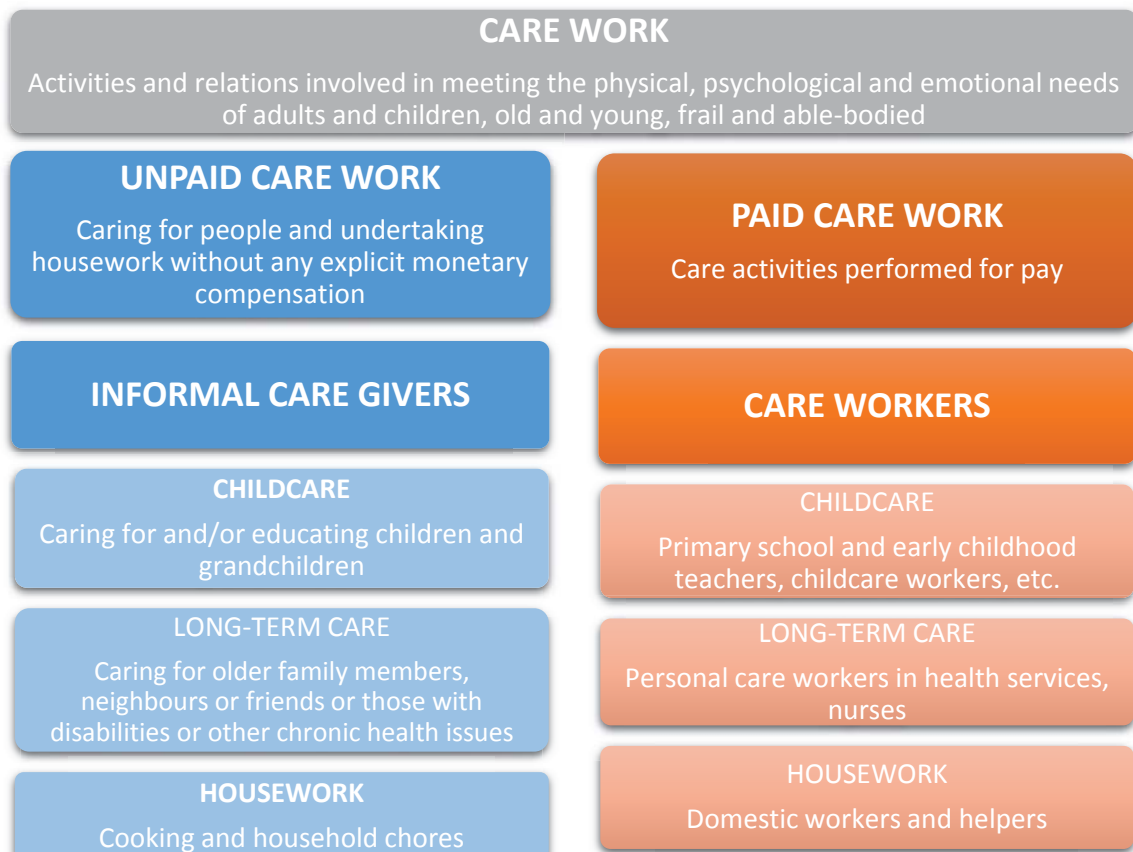 CARE WORK
Activities and relations involved in meeting the physical, psychological and emotional needs
of adults and children, old and young, frail and able-bodied
UNPAID CARE WORK
Caring for people and undertaking
housework without any explicit monetary
compensation
PAID CARE WORK
Care activities performed for pay
INFORMAL CARE GIVERS
CARE WORKERS
CHILDCARE
Caring for and/or educating children and
grandchildren
CHILDCARE
Primary school and early childhood
teachers, childcare workers, etc.
LONG-TERM CARE
Caring for older family members,
neighbours or friends or those with
disabilities or other chronic health issues
LONG-TERM CARE
Personal care workers in health services,
nurses
HOUSEWORK
Cooking and household chores
HOUSEWORK
Domestic workers and helpers